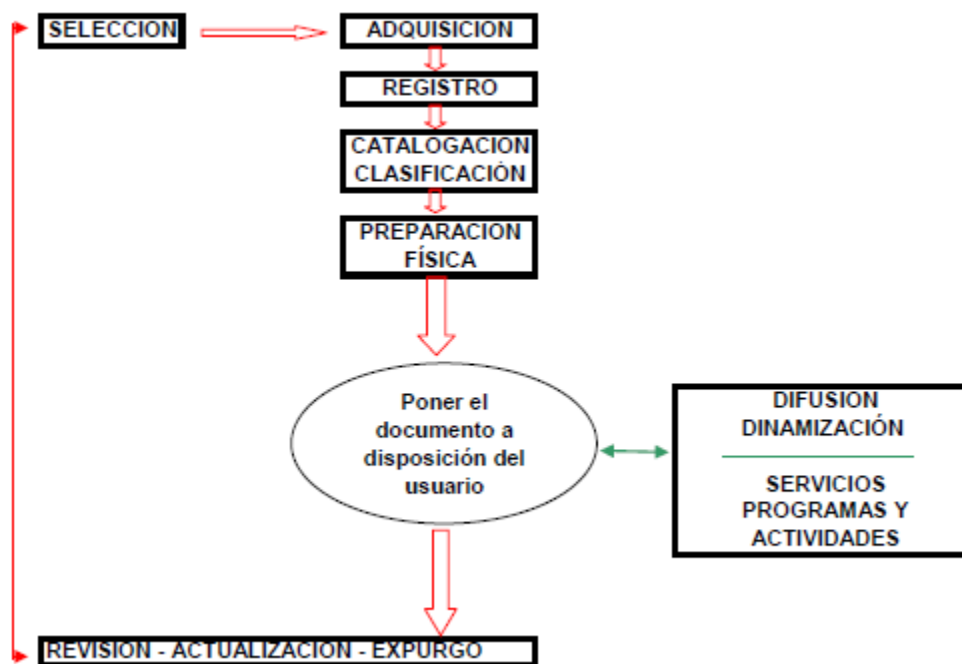 SELECCION
ADQUISICION
REGISTRO
CATALOGACION
CLASIFICACIÓN
PREPARACION
FÍSICA
Poner el
documento a
disposición del
usuario
DIFUSION
DINAMIZACIÓN
SERVICIOS
PROGRAMAS Y
ACTIVIDADES
REVISION - ACTUALIZACION - EXPURGO